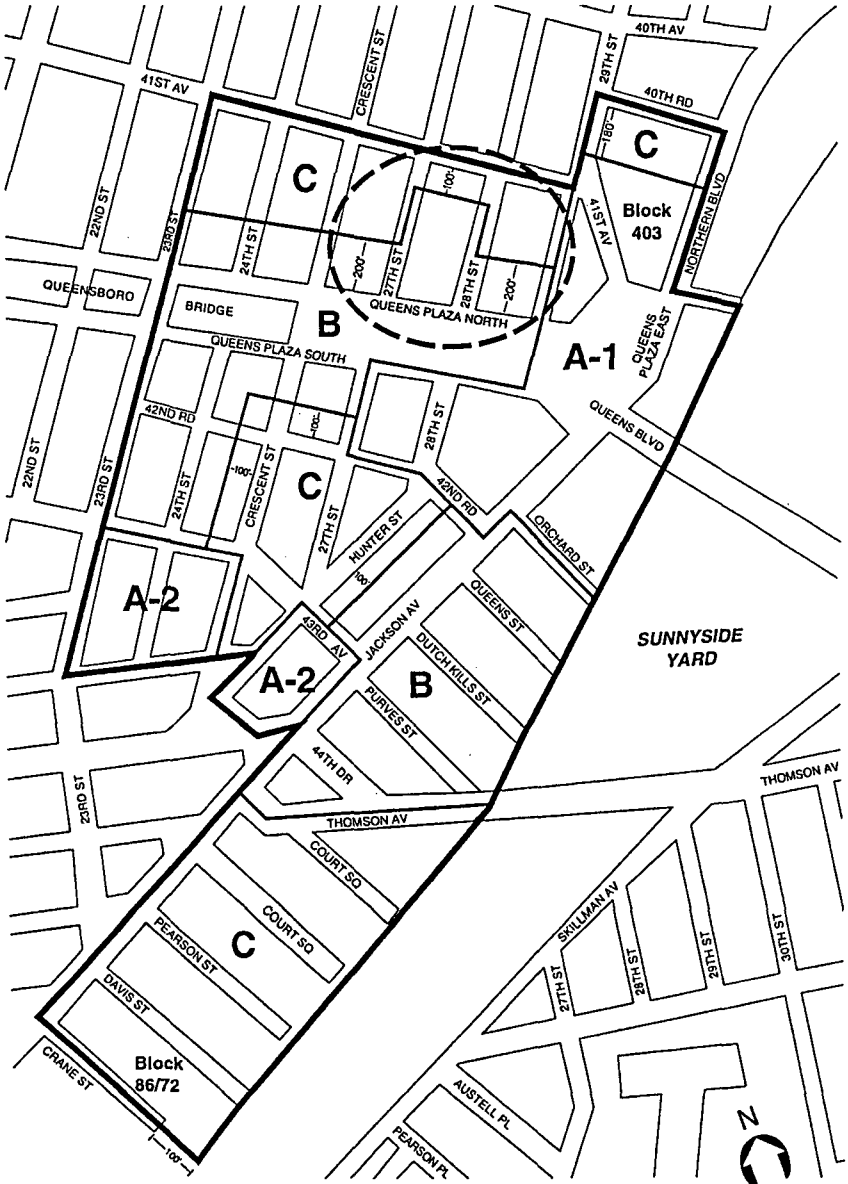 40TH AV
29TH ST
CRESCENT ST
41ST AV
40TH RD
180'
C
C
100'
22ND ST
23RD ST
24TH ST
41ST AV
Block
403
NORTHERN BLVD
200'
27TH ST
28TH ST
200'
QUEENSBORO
BRIDGE
QUEENS PLAZA NORTH
B
A-1
QUEENS
PLAZA EAST
QUEENS PLAZA SOUTH
42ND RD
100'
28TH ST
QUEENS BLVD
22ND ST
23RD ST
24TH ST
100'
CRESCENT ST
C
27TH ST
42ND RD
HUNTER ST
100'
ORCHARD ST
A-2
43RD AV
JACKSON AV
QUEENS ST
DUTCH KILLS ST
SUNNYSIDE
YARD
A-2
B
PURVES ST
44TH DR
23RD ST
THOMSON AV
THOMSON AV
COURT SQ
COURT SQ
SKILLMAN AV
C
PEARSON ST
27TH ST
28TH ST
29TH ST
30TH ST
DAVIS ST
CRANE ST
Block
86/72
100'
AUSTELL PL
PEARSON PL
N